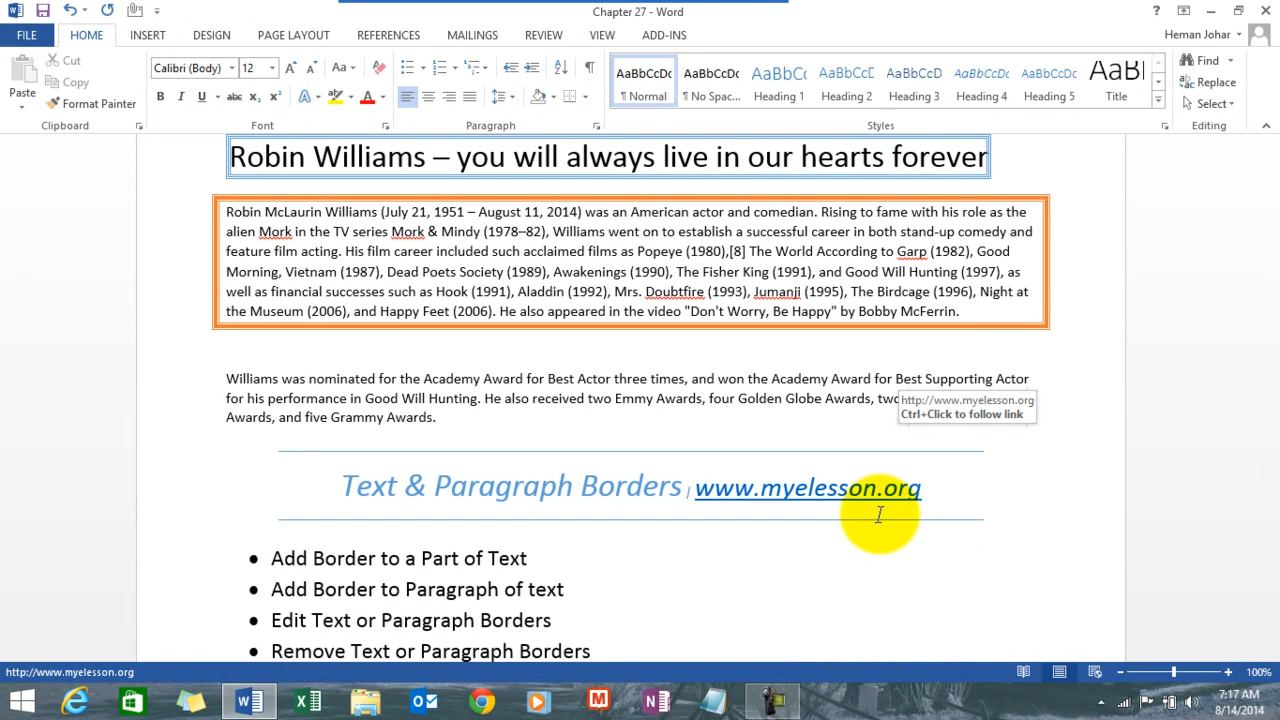 Chapter 27 - Word
Heman Johar
FILE HOME INSERT DESIGN PAGE LAYOUT REFERENCES MAILINGS REVIEW VIEW ADD-INS
Paste
Cut
Copy
Format Painter
Clipboard
Calibri (Body) 12
Font
Paragraph
AaBbCcDc AaBbCcDc AaBbCc AaBbCcD AaBbCcD AaBbCcD AaBbCcD AaB
¶ Normal ¶ No Spac... Heading 1 Heading 2 Heading 3 Heading 4 Heading 5 Title
Styles
Find
Replace
Select
Editing
Robin Williams – you will always live in our hearts forever
Robin McLaurin Williams (July 21, 1951 – August 11, 2014) was an American actor and comedian. Rising to fame with his role as the
alien Mork in the TV series Mork & Mindy (1978–82), Williams went on to establish a successful career in both stand-up comedy and
feature film acting. His film career included such acclaimed films as Popeye (1980),[8] The World According to Garp (1982), Good
Morning, Vietnam (1987), Dead Poets Society (1989), Awakenings (1990), The Fisher King (1991), and Good Will Hunting (1997), as
well as financial successes such as Hook (1991), Aladdin (1992), Mrs. Doubtfire (1993), Jumanji (1995), The Birdcage (1996), Night at
the Museum (2006), and Happy Feet (2006). He also appeared in the video "Don't Worry, Be Happy" by Bobby McFerrin.
Williams was nominated for the Academy Award for Best Actor three times, and won the Academy Award for Best Supporting Actor
for his performance in Good Will Hunting. He also received two Emmy Awards, four Golden Globe Awards, two
Awards, and five Grammy Awards.
http://www.myelesson.org
Ctrl+Click to follow link
Text & Paragraph Borders | www.myelesson.org
• Add Border to a Part of Text
• Add Border to Paragraph of text
• Edit Text or Paragraph Borders
• Remove Text or Paragraph Borders
http://www.myelesson.org
100%
7:17 AM
8/14/2014